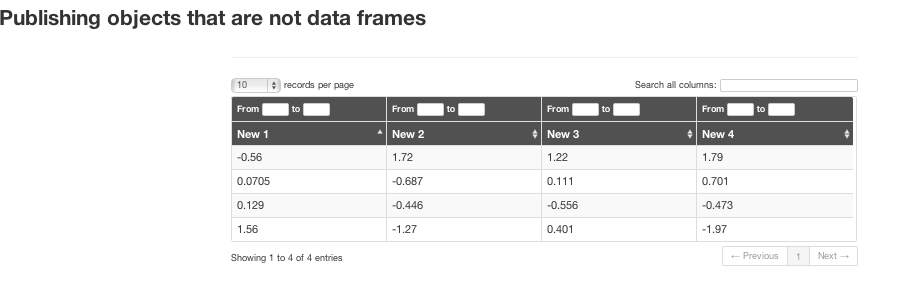 Publishing objects that are not data frames
10 records per page Search all columns:
From to From to From to From to
New 1 New 2 New 3 New 4
-0.56 1.72 1.22 1.79
0.0705 -0.687 0.111 0.701
0.129 -0.446 -0.556 -0.473
1.56 -1.27 0.401 -1.97
Showing 1 to 4 of 4 entries ← Previous 1 Next →